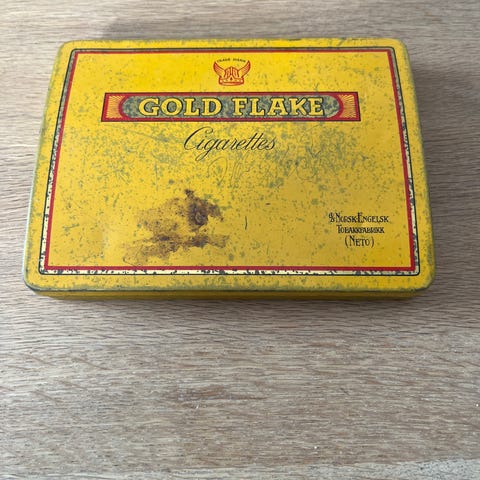 TRADE MARK
GOLD FLAKE
Cigarettes
A/S NORSK-ENGELSK
TOBAKKFABRIKK
(NETO)